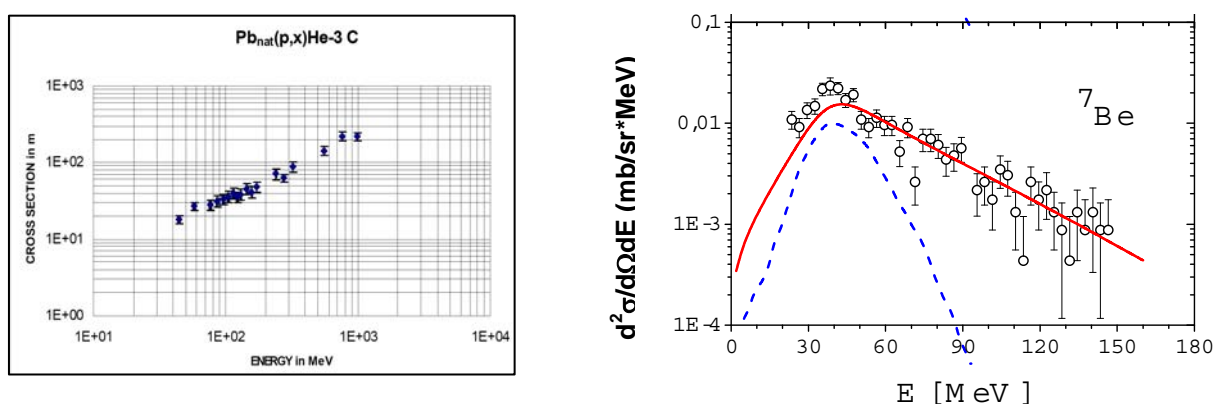 Pb_nat(p,x)He-3 C
CROSS SECTION in m
1E+03
1E+02
1E+01
1E+00
1E+01
1E+02
1E+03
1E+04
ENERGY in MeV
d²σ/dΩdE (mb/sr*MeV)
0,1
0,01
1E-3
1E-4
⁷Be
0
30
60
90
120
150
180
E [MeV]